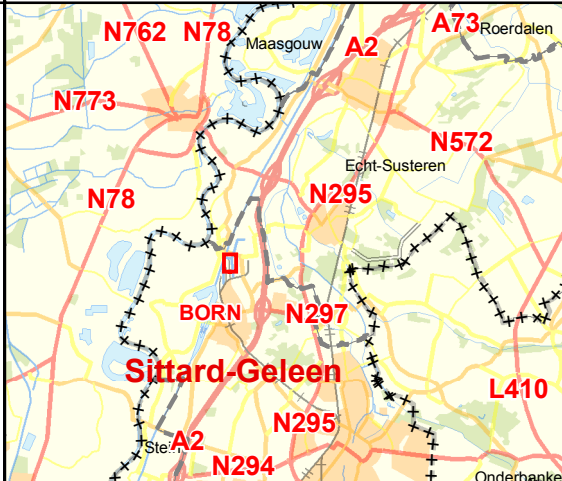 N762
N78
Maasgouw
A2
A73
Roerdalen
N773
N572
Echt-Susteren
N78
N295
BORN
N297
Sittard-Geleen
L410
N295
A2
N294